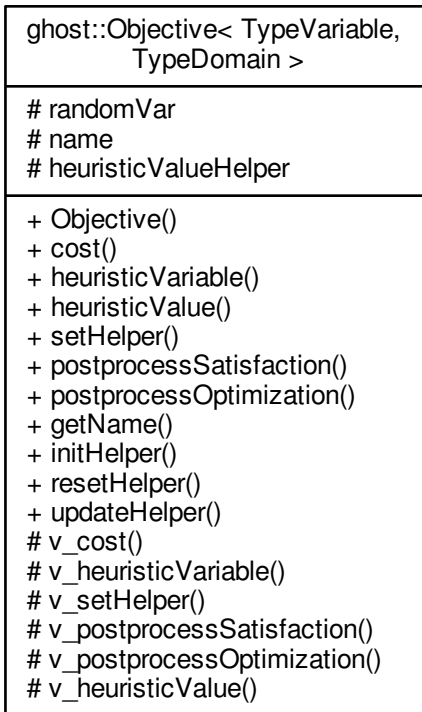 ghost::Objective< TypeVariable,
TypeDomain >
# randomVar
# name
# heuristicValueHelper
+ Objective()
+ cost()
+ heuristicVariable()
+ heuristicValue()
+ setHelper()
+ postprocessSatisfaction()
+ postprocessOptimization()
+ getName()
+ initHelper()
+ resetHelper()
+ updateHelper()
# v_cost()
# v_heuristicVariable()
# v_setHelper()
# v_postprocessSatisfaction()
# v_postprocessOptimization()
# v_heuristicValue()